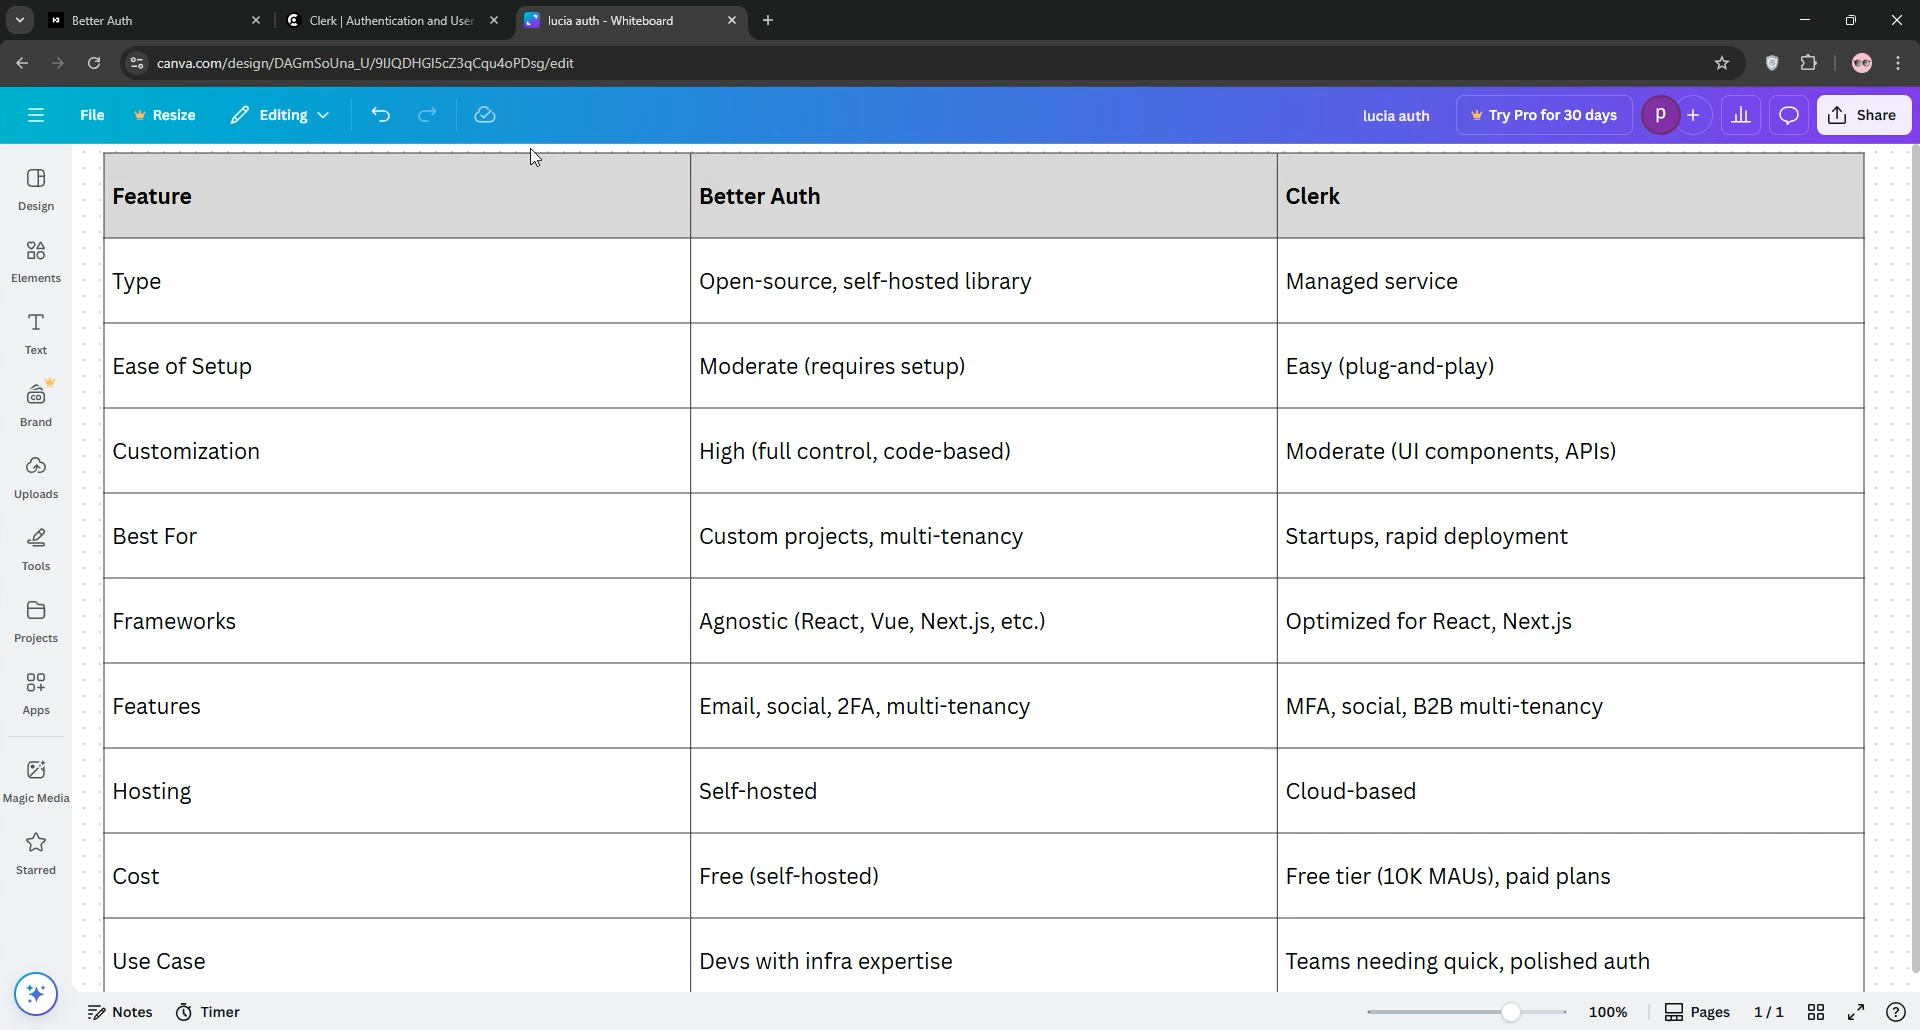 Better Auth
Clerk | Authentication and User
lucia auth - Whiteboard
canva.com/design/DAGmSoUna_U/9lJQDHGI5cZ3qCqu4oPDsg/edit
File
Resize
Editing
lucia auth
Try Pro for 30 days
P
Share
Design
Elements
Text
Brand
Uploads
Tools
Projects
Apps
Magic Media
Starred
Feature Better Auth Clerk
Type Open-source, self-hosted library Managed service
Ease of Setup Moderate (requires setup) Easy (plug-and-play)
Customization High (full control, code-based) Moderate (UI components, APIs)
Best For Custom projects, multi-tenancy Startups, rapid deployment
Frameworks Agnostic (React, Vue, Next.js, etc.) Optimized for React, Next.js
Features Email, social, 2FA, multi-tenancy MFA, social, B2B multi-tenancy
Hosting Self-hosted Cloud-based
Cost Free (self-hosted) Free tier (10K MAUs), paid plans
Use Case Devs with infra expertise Teams needing quick, polished auth
Notes
Timer
100%
Pages
1 / 1